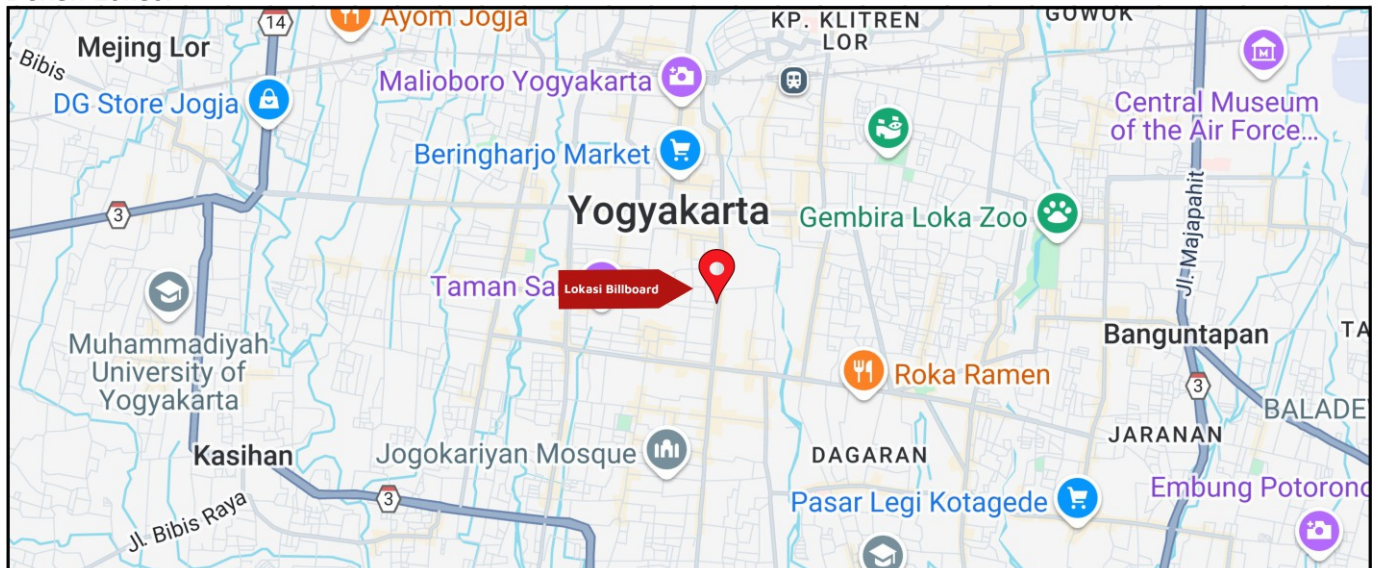 14
Ayom Jogja
KP. KLITREN
LOR
GOWOK
Mejing Lor
Bibis
DG Store Jogja
Malioboro Yogyakarta
M
Central Museum
of the Air Force...
Beringharjo Market
3
Yogyakarta
Gembira Loka Zoo
Jl. Majapahit
Taman Sa
Lokasi Billboard
Muhammadiyah
University of
Yogyakarta
Banguntapan
TA
Roka Ramen
3
BALADE
JARANAN
Kasihan
Jogokariyan Mosque
DAGARAN
3
Jl. Bibis Raya
Pasar Legi Kotagede
Embung Potorono